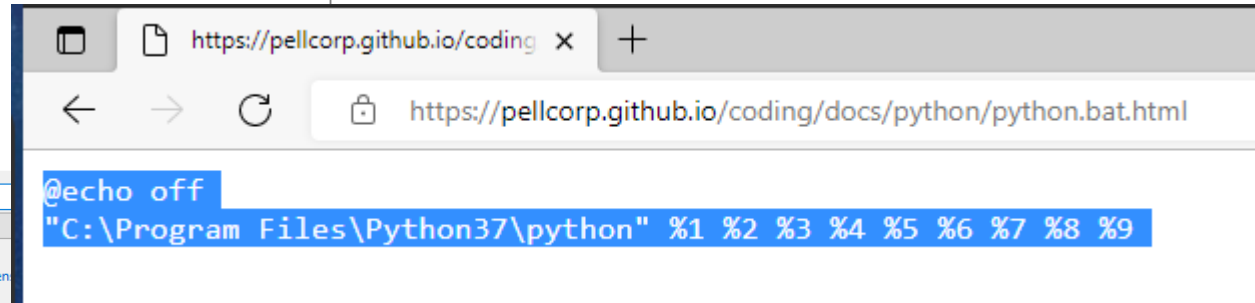 https://pellcorp.github.io/coding
https://pellcorp.github.io/coding/docs/python/python.bat.html
@echo off
"C:\Program Files\Python37\python" %1 %2 %3 %4 %5 %6 %7 %8 %9